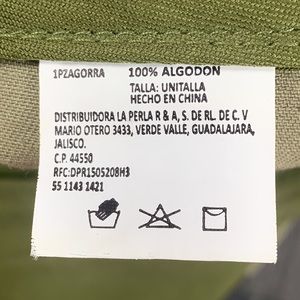 1PZAGORRA 100% ALGODON
TALLA: UNITALLA
HECHO EN CHINA
DISTRIBUIDORA LA PERLA R & A, S. DE RL. DE C. V
MARIO OTERO 3433, VERDE VALLE, GUADALAJARA,
JALISCO.
C.P. 44550
RFC:DPR1505208H3
55 1143 1421